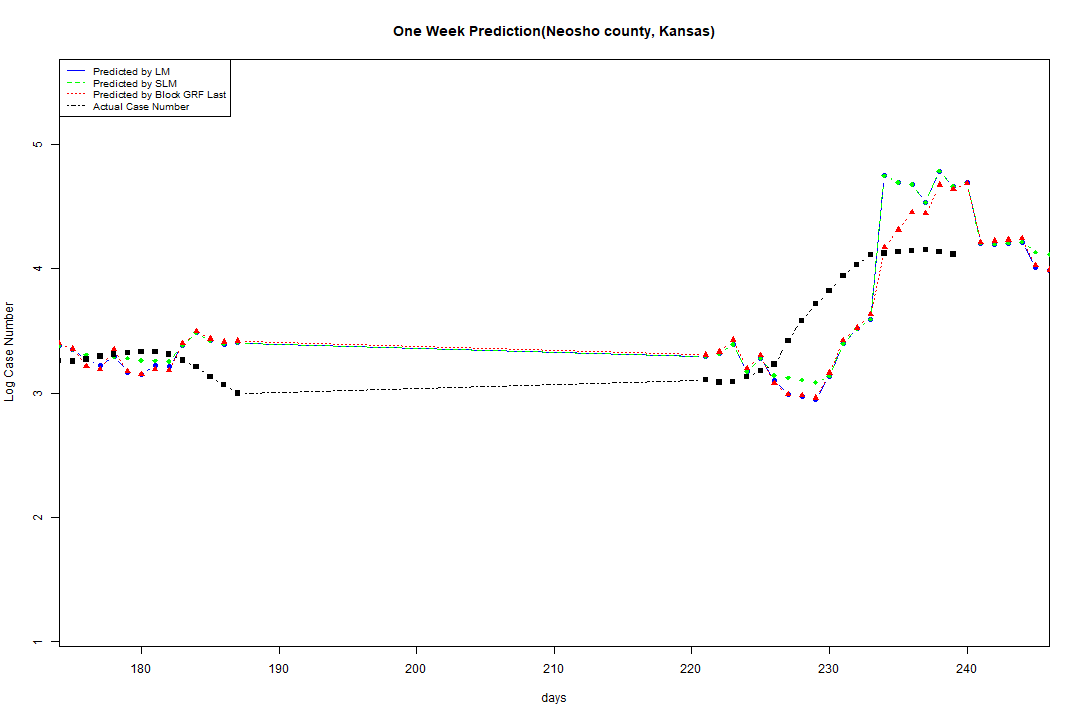 One Week Prediction(Neosho county, Kansas)
Predicted by LM
Predicted by SLM
Predicted by Block GRF Last
Actual Case Number
5
4
3
2
1
Log Case Number
180 190 200 210 220 230 240
days